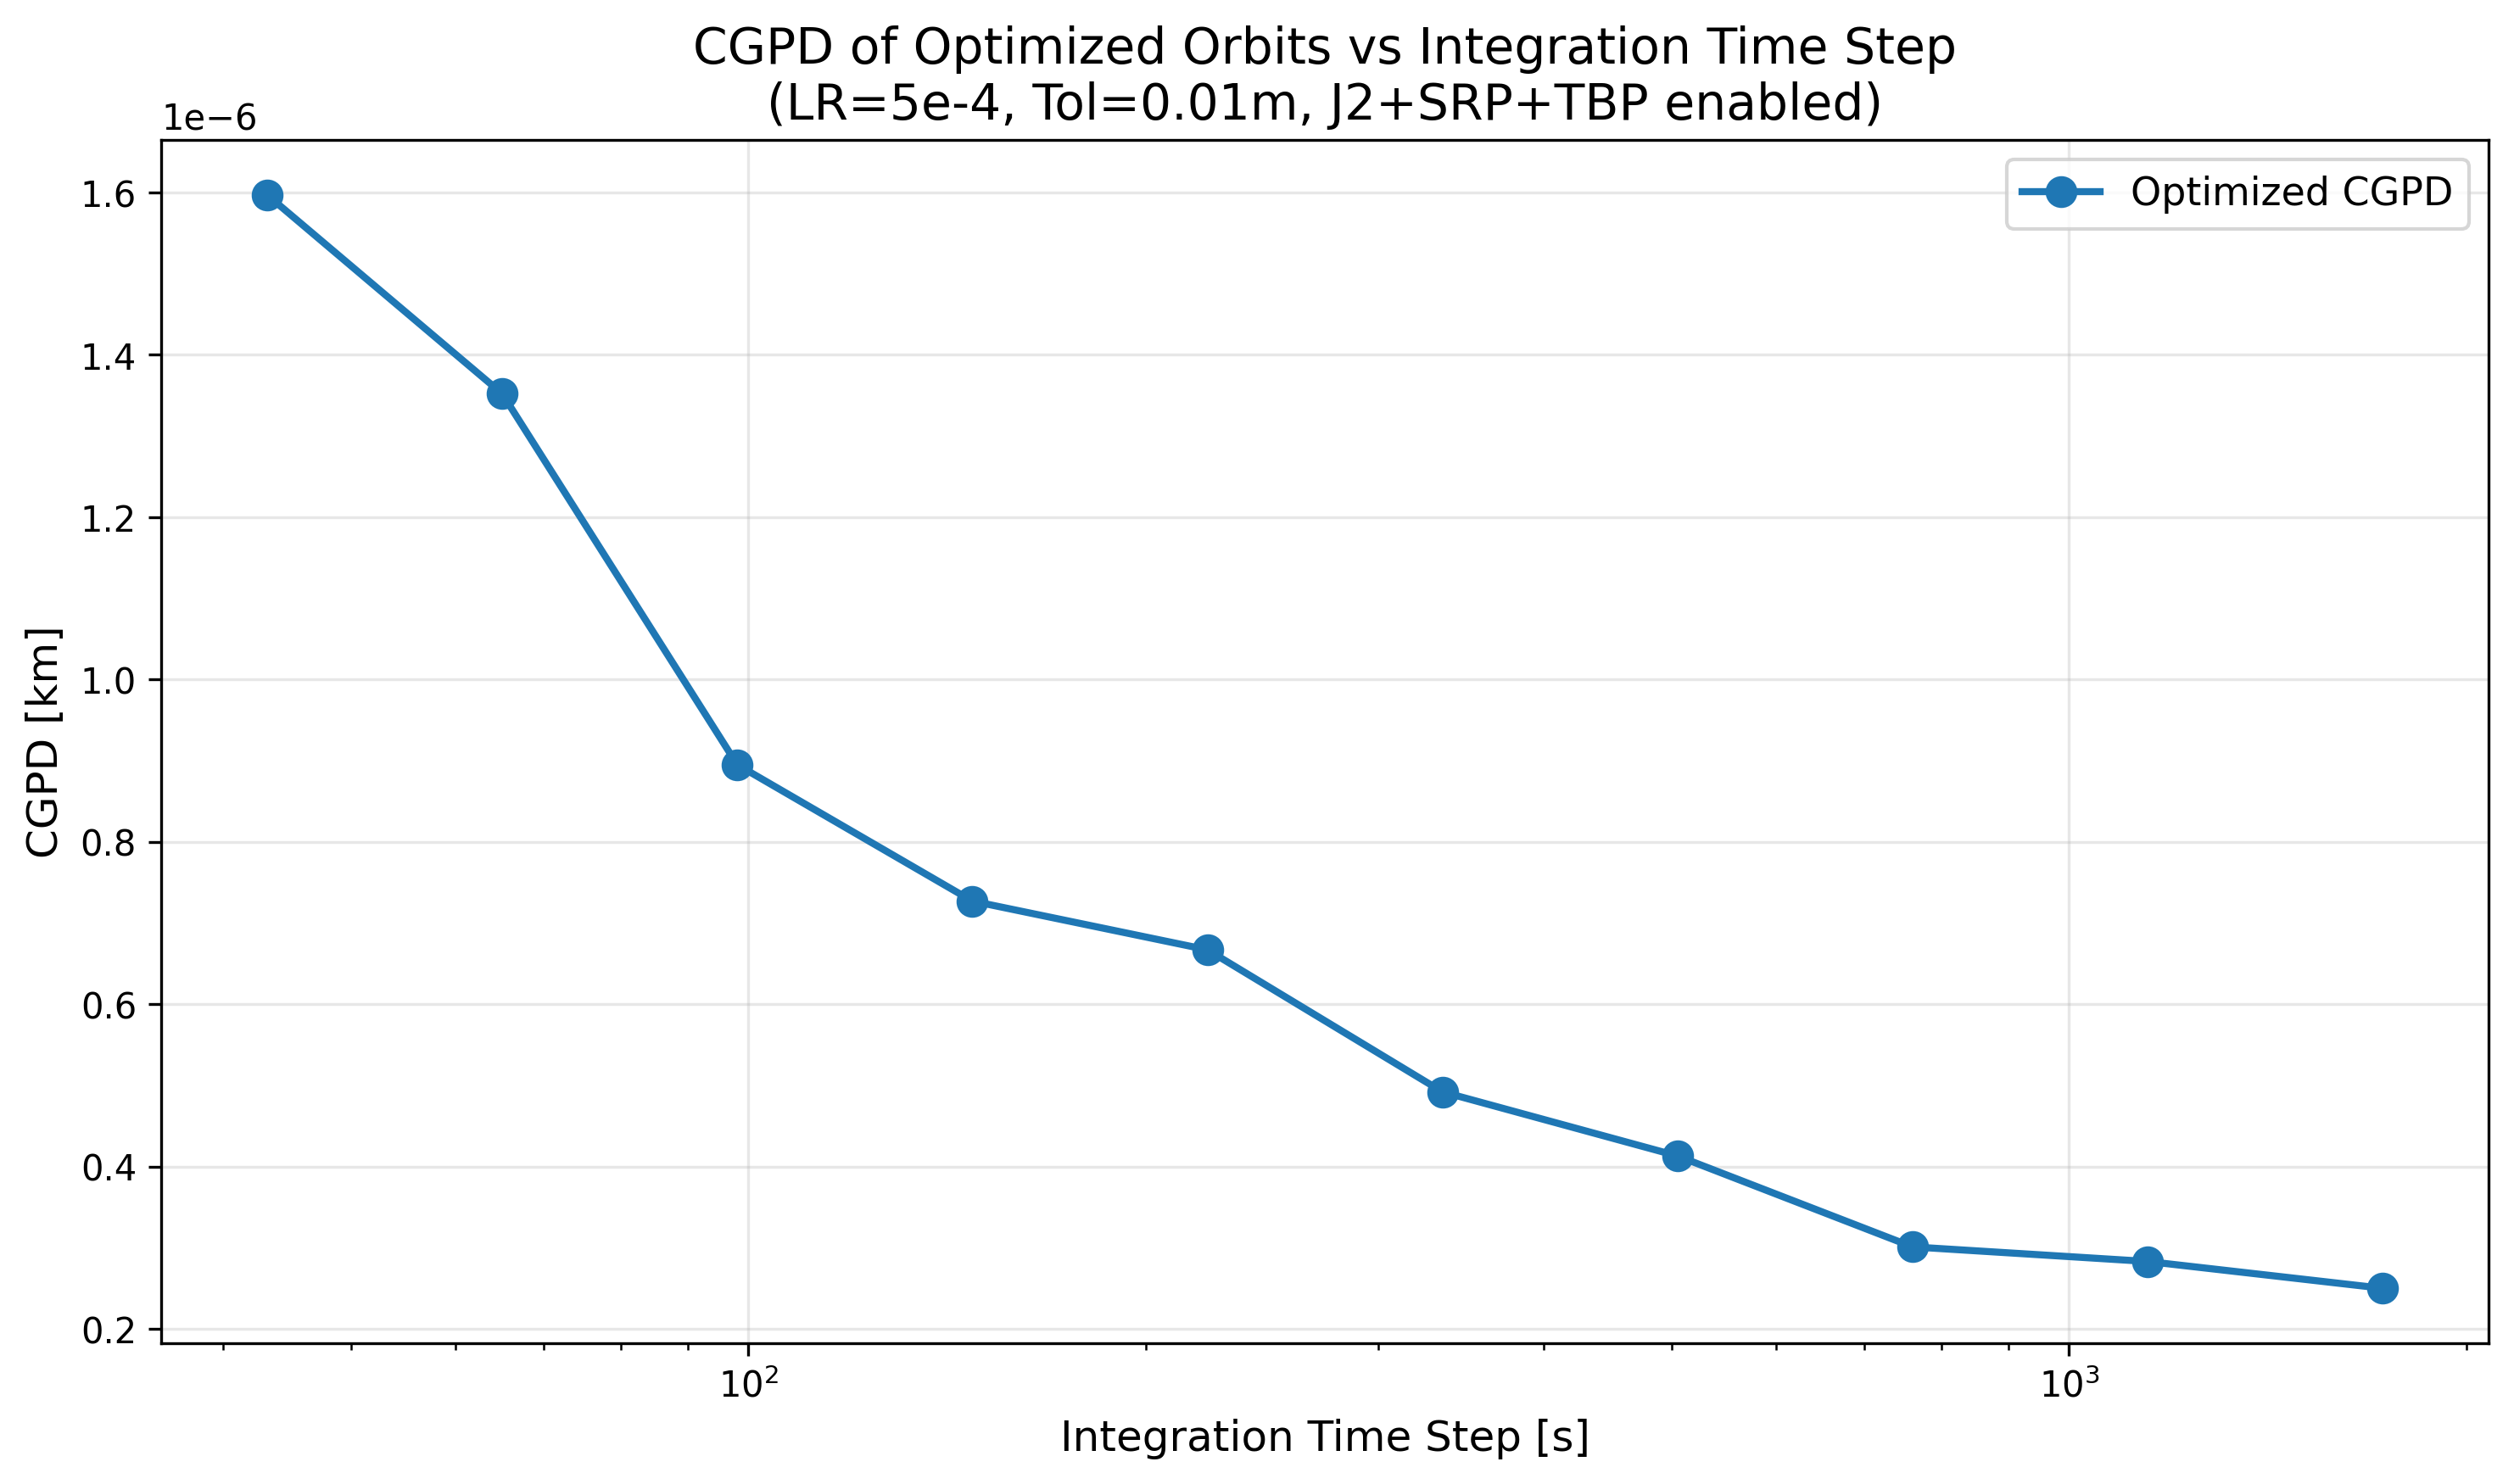 CGPD of Optimized Orbits vs Integration Time Step
(LR=5e-4, Tol=0.01m, J2+SRP+TBP enabled)
1e−6
Optimized CGPD
1.6
1.4
1.2
1.0
0.8
0.6
0.4
0.2
CGPD [km]
10²
10³
Integration Time Step [s]